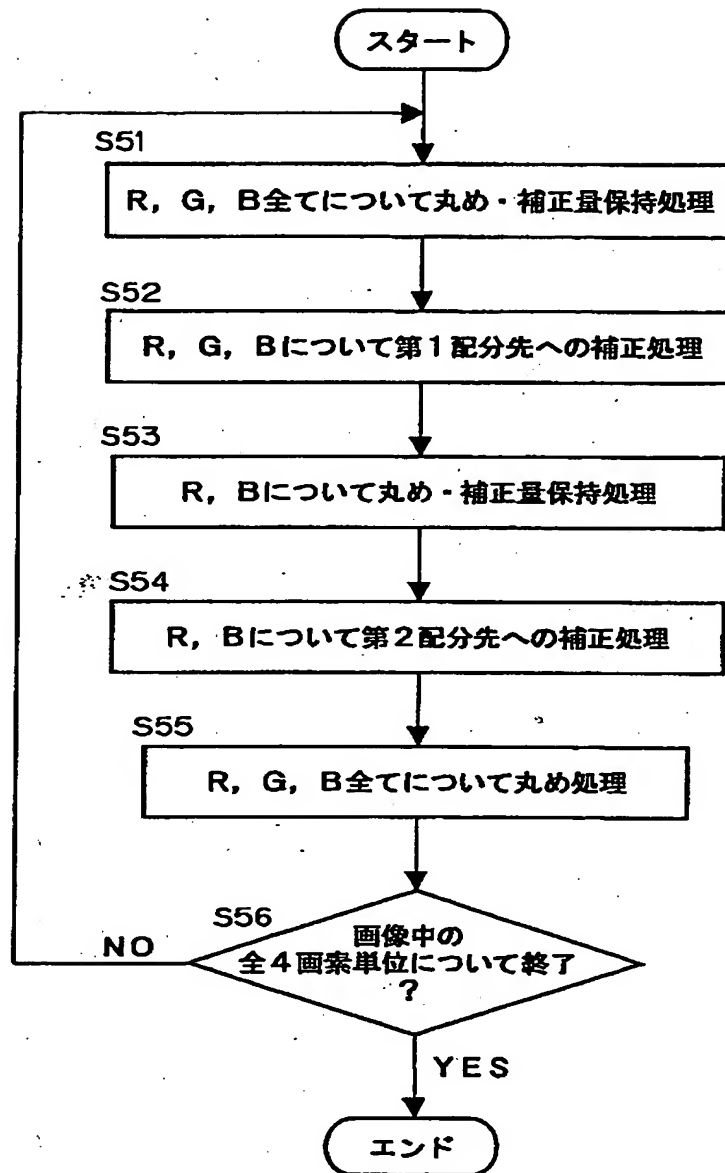 スタート
S51
R, G, B全てについて丸め・補正量保持処理
S52
R, G, Bについて第1配分先への補正処理
S53
R, Bについて丸め・補正量保持処理
S54
R, Bについて第2配分先への補正処理
S55
R, G, B全てについて丸め処理
S56
画像中の
全4画素単位について終了
?
NO
YES
エンド